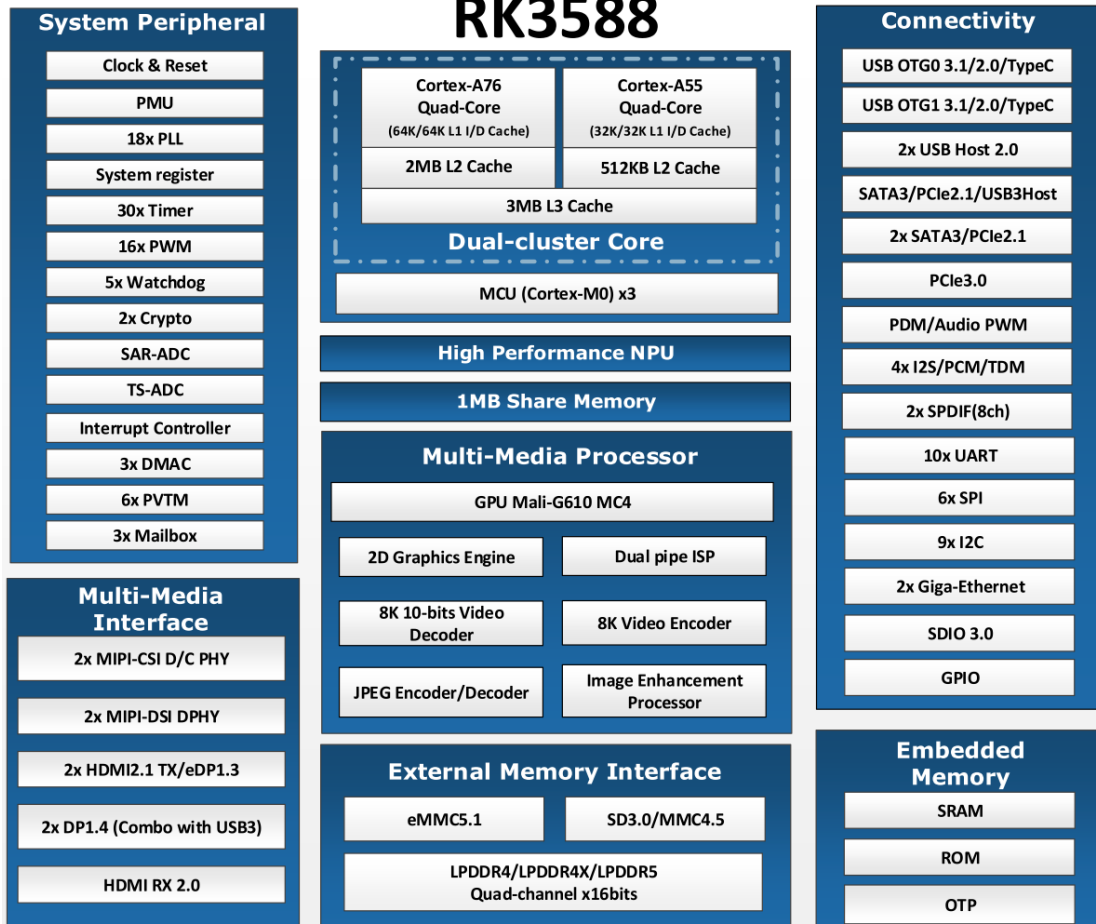 RK3588
System Peripheral
Clock & Reset
PMU
18x PLL
System register
30x Timer
16x PWM
5x Watchdog
2x Crypto
SAR-ADC
TS-ADC
Interrupt Controller
3x DMAC
6x PVTM
3x Mailbox
Multi-Media
Interface
2x MIPI-CSI D/C PHY
2x MIPI-DSI DPHY
2x HDMI2.1 TX/eDP1.3
2x DP1.4 (Combo with USB3)
HDMI RX 2.0
Cortex-A76
Quad-Core
(64K/64K L1 I/D Cache)
2MB L2 Cache
Cortex-A55
Quad-Core
(32K/32K L1 I/D Cache)
512KB L2 Cache
3MB L3 Cache
Dual-cluster Core
MCU (Cortex-M0) x3
High Performance NPU
1MB Share Memory
Multi-Media Processor
GPU Mali-G610 MC4
2D Graphics Engine
Dual pipe ISP
8K 10-bits Video
Decoder
8K Video Encoder
JPEG Encoder/Decoder
Image Enhancement
Processor
External Memory Interface
eMMC5.1
SD3.0/MMC4.5
LPDDR4/LPDDR4X/LPDDR5
Quad-channel x16bits
Connectivity
USB OTG0 3.1/2.0/TypeC
USB OTG1 3.1/2.0/TypeC
2x USB Host 2.0
SATA3/PCIe2.1/USB3Host
2x SATA3/PCIe2.1
PCIe3.0
PDM/Audio PWM
4x I2S/PCM/TDM
2x SPDIF(8ch)
10x UART
6x SPI
9x I2C
2x Giga-Ethernet
SDIO 3.0
GPIO
Embedded
Memory
SRAM
ROM
OTP